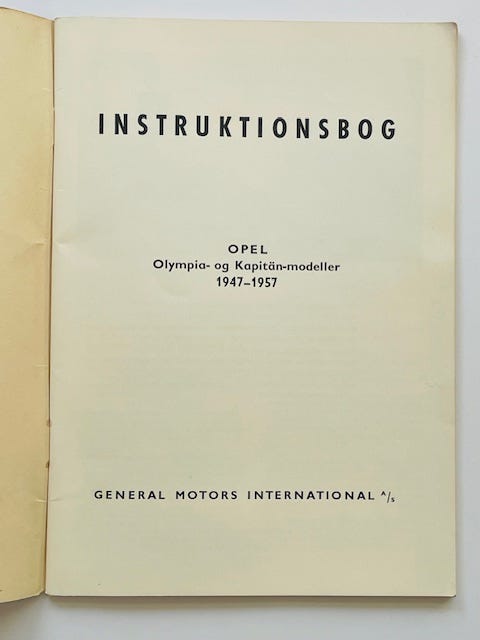 INSTRUKTIONSBOG
OPEL
Olympia- og Kapitän-modeller
1947–1957
GENERAL MOTORS INTERNATIONAL A/s